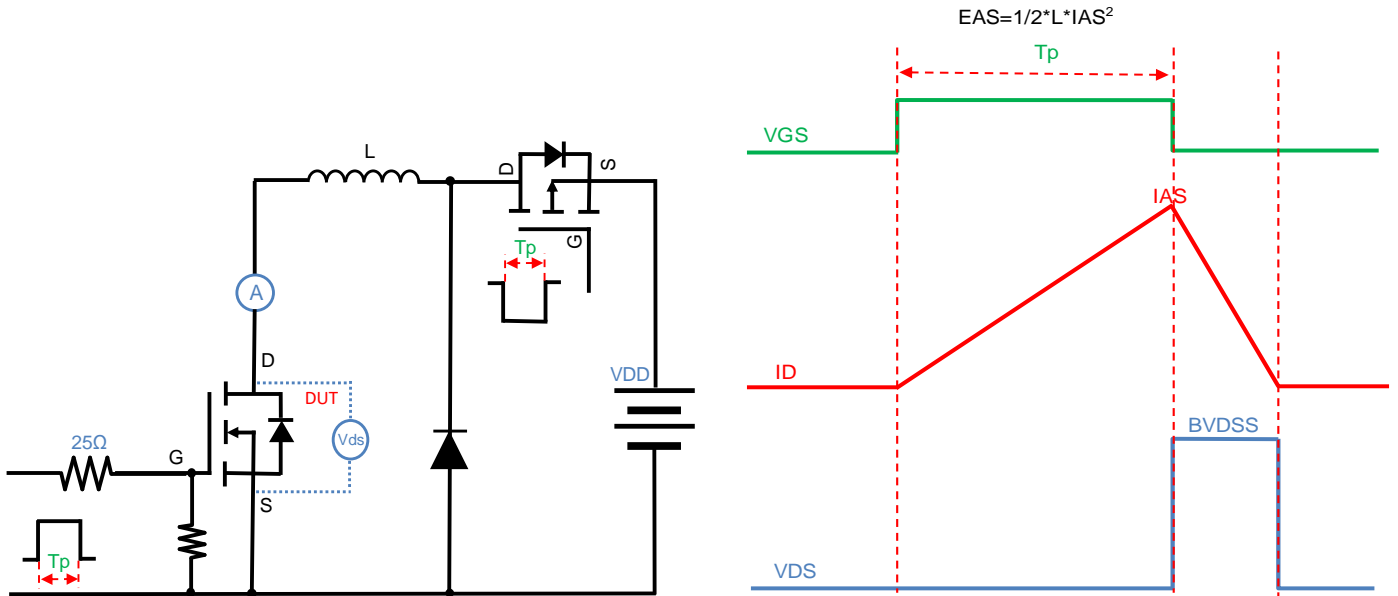 EAS=1/2*L*IAS²
Tp
VGS
L
D
S
G
Tp
IAS
A
D
VDD
ID
DUT
Vds
25Ω
G
S
BVDSS
Tp
VDS